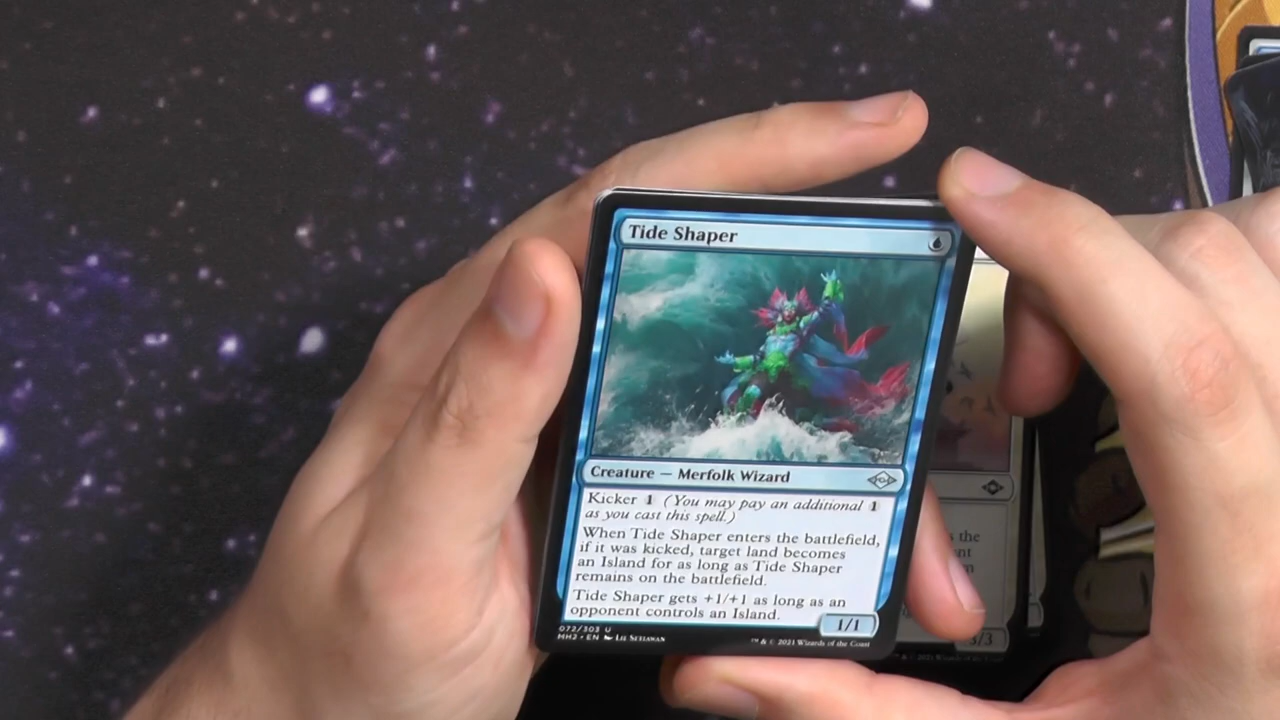 Tide Shaper
Creature — Merfolk Wizard
Kicker 1 (You may pay an additional 1
as you cast this spell.)
When Tide Shaper enters the battlefield,
if it was kicked, target land becomes
an Island for as long as Tide Shaper
remains on the battlefield.
Tide Shaper gets +1/+1 as long as an
opponent controls an Island.
1/1
072/303 U
MH2 • EN Lie Setiawan
™ & © 2021 Wizards of the Coast
s the
3/3